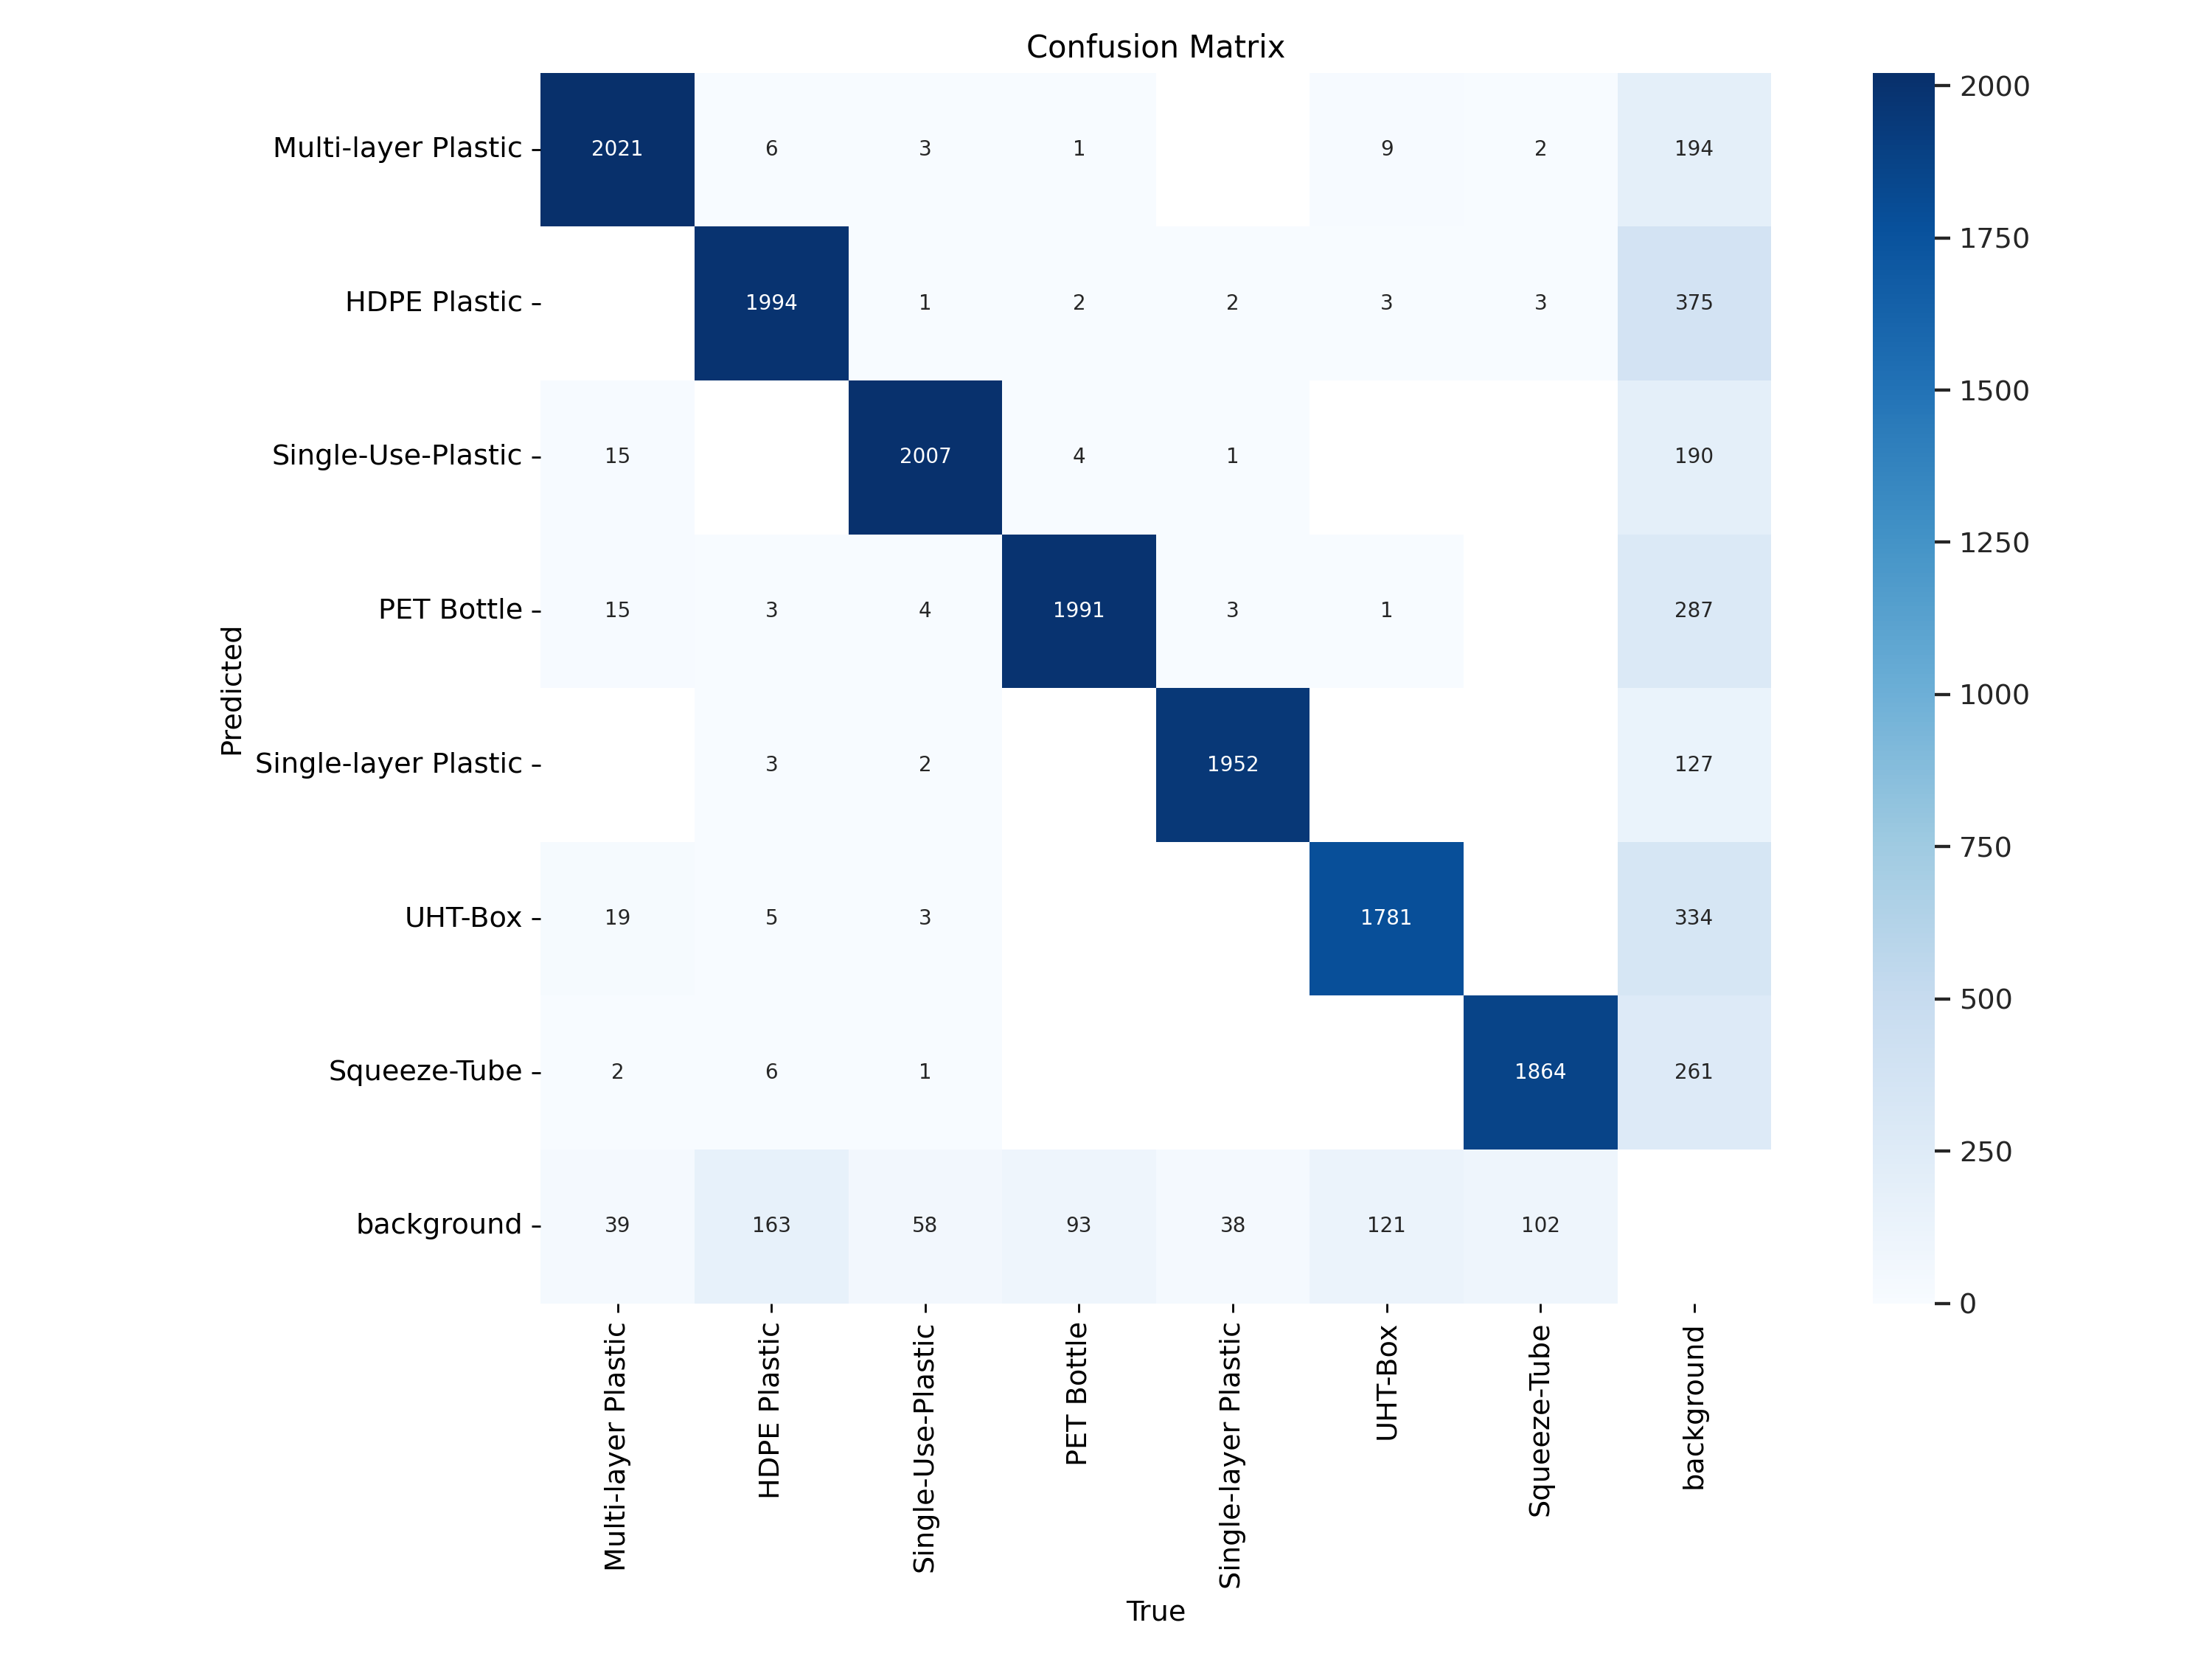 Confusion Matrix
Multi-layer Plastic 2021 6 3 1 9 2 194
HDPE Plastic 1994 1 2 2 3 3 375
Single-Use-Plastic 15 2007 4 1 190
PET Bottle 15 3 4 1991 3 1 287
Single-layer Plastic 3 2 1952 127
UHT-Box 19 5 3 1781 334
Squeeze-Tube 2 6 1 1864 261
background 39 163 58 93 38 121 102
Predicted
Multi-layer Plastic
HDPE Plastic
Single-Use-Plastic
PET Bottle
Single-layer Plastic
UHT-Box
Squeeze-Tube
background
True
2000
1750
1500
1250
1000
750
500
250
0